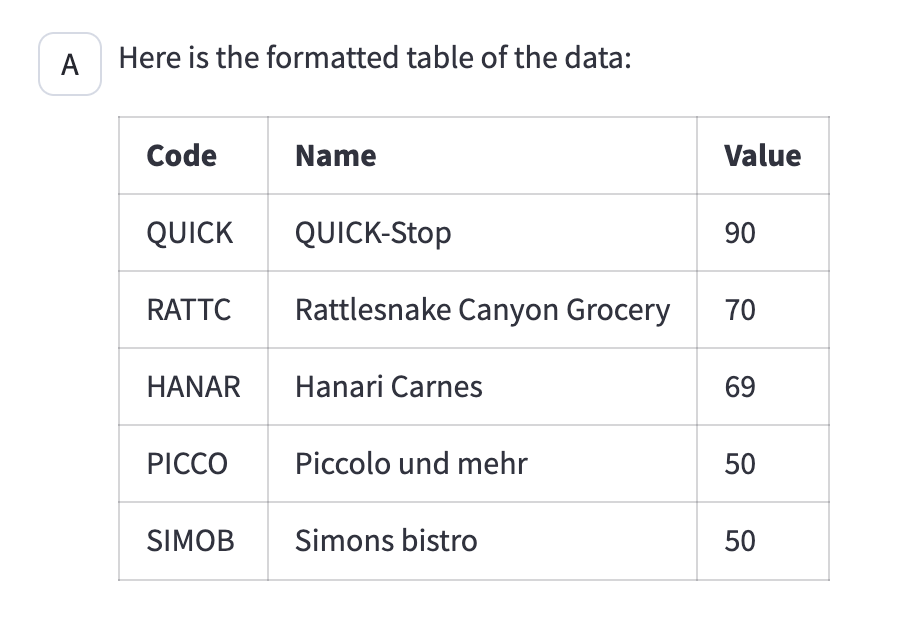 A Here is the formatted table of the data:
Code Name Value
QUICK QUICK-Stop 90
RATTC Rattlesnake Canyon Grocery 70
HANAR Hanari Carnes 69
PICCO Piccolo und mehr 50
SIMOB Simons bistro 50